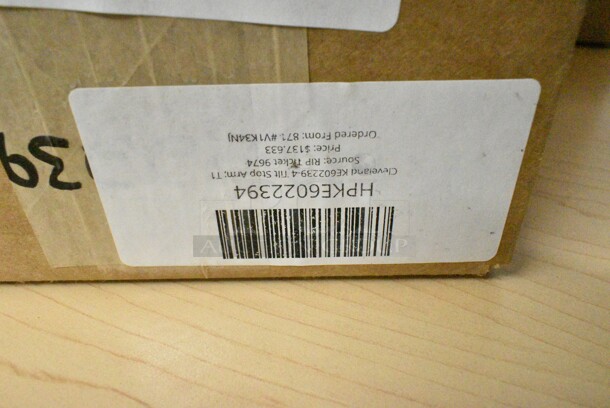 HPKE6022394
Cleveland KE602239-4 Tilt Stop Arm; T1
Source: RIP Ticket 9674
Price: $137.633
Ordered From: 871 #V1K34NJ
39